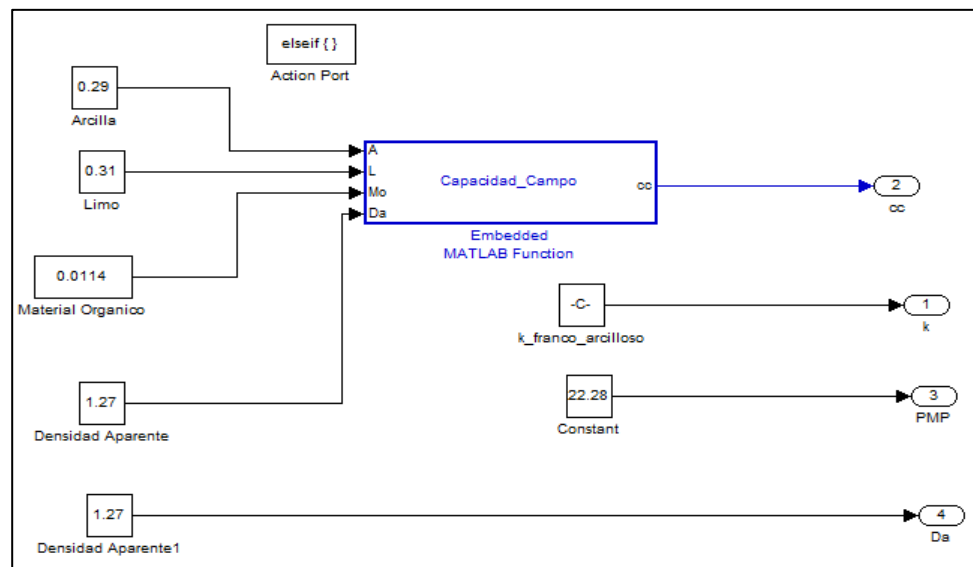 elseif { }
Action Port
0.29
Arcilla
0.31
Limo
0.0114
Material Organico
1.27
Densidad Aparente
1.27
Densidad Aparente1
A
L
Mo
Da
Capacidad_Campo
cc
Embedded
MATLAB Function
2
cc
-C-
k_franco_arcilloso
1
k
22.28
Constant
3
PMP
4
Da